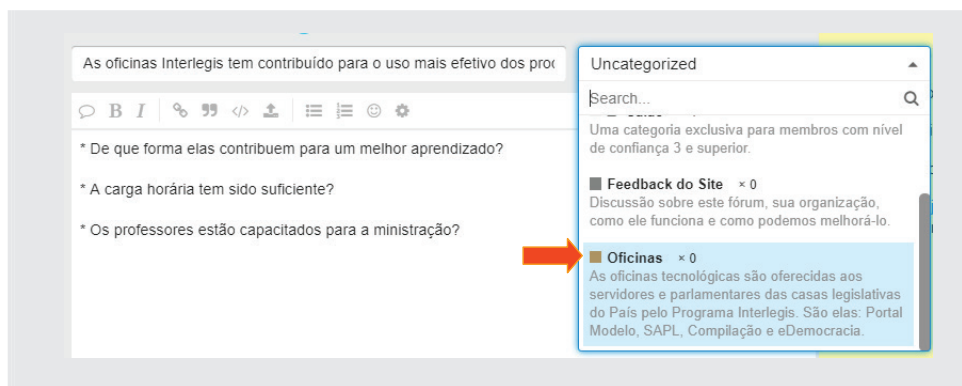 As oficinas Interlegis tem contribuído para o uso mais efetivo dos
Uncategorized
Search...
B I
* De que forma elas contribuem para um melhor aprendizado?
* A carga horária tem sido suficiente?
* Os professores estão capacitados para a ministração?
Uma categoria exclusiva para membros com nível
de confiança 3 e superior.
Feedback do Site × 0
Discussão sobre este fórum, sua organização,
como ele funciona e como podemos melhorá-lo.
Oficinas × 0
As oficinas tecnológicas são oferecidas aos
servidores e parlamentares das casas legislativas
do País pelo Programa Interlegis. São elas: Portal
Modelo, SAPL, Compilação e eDemocracia.